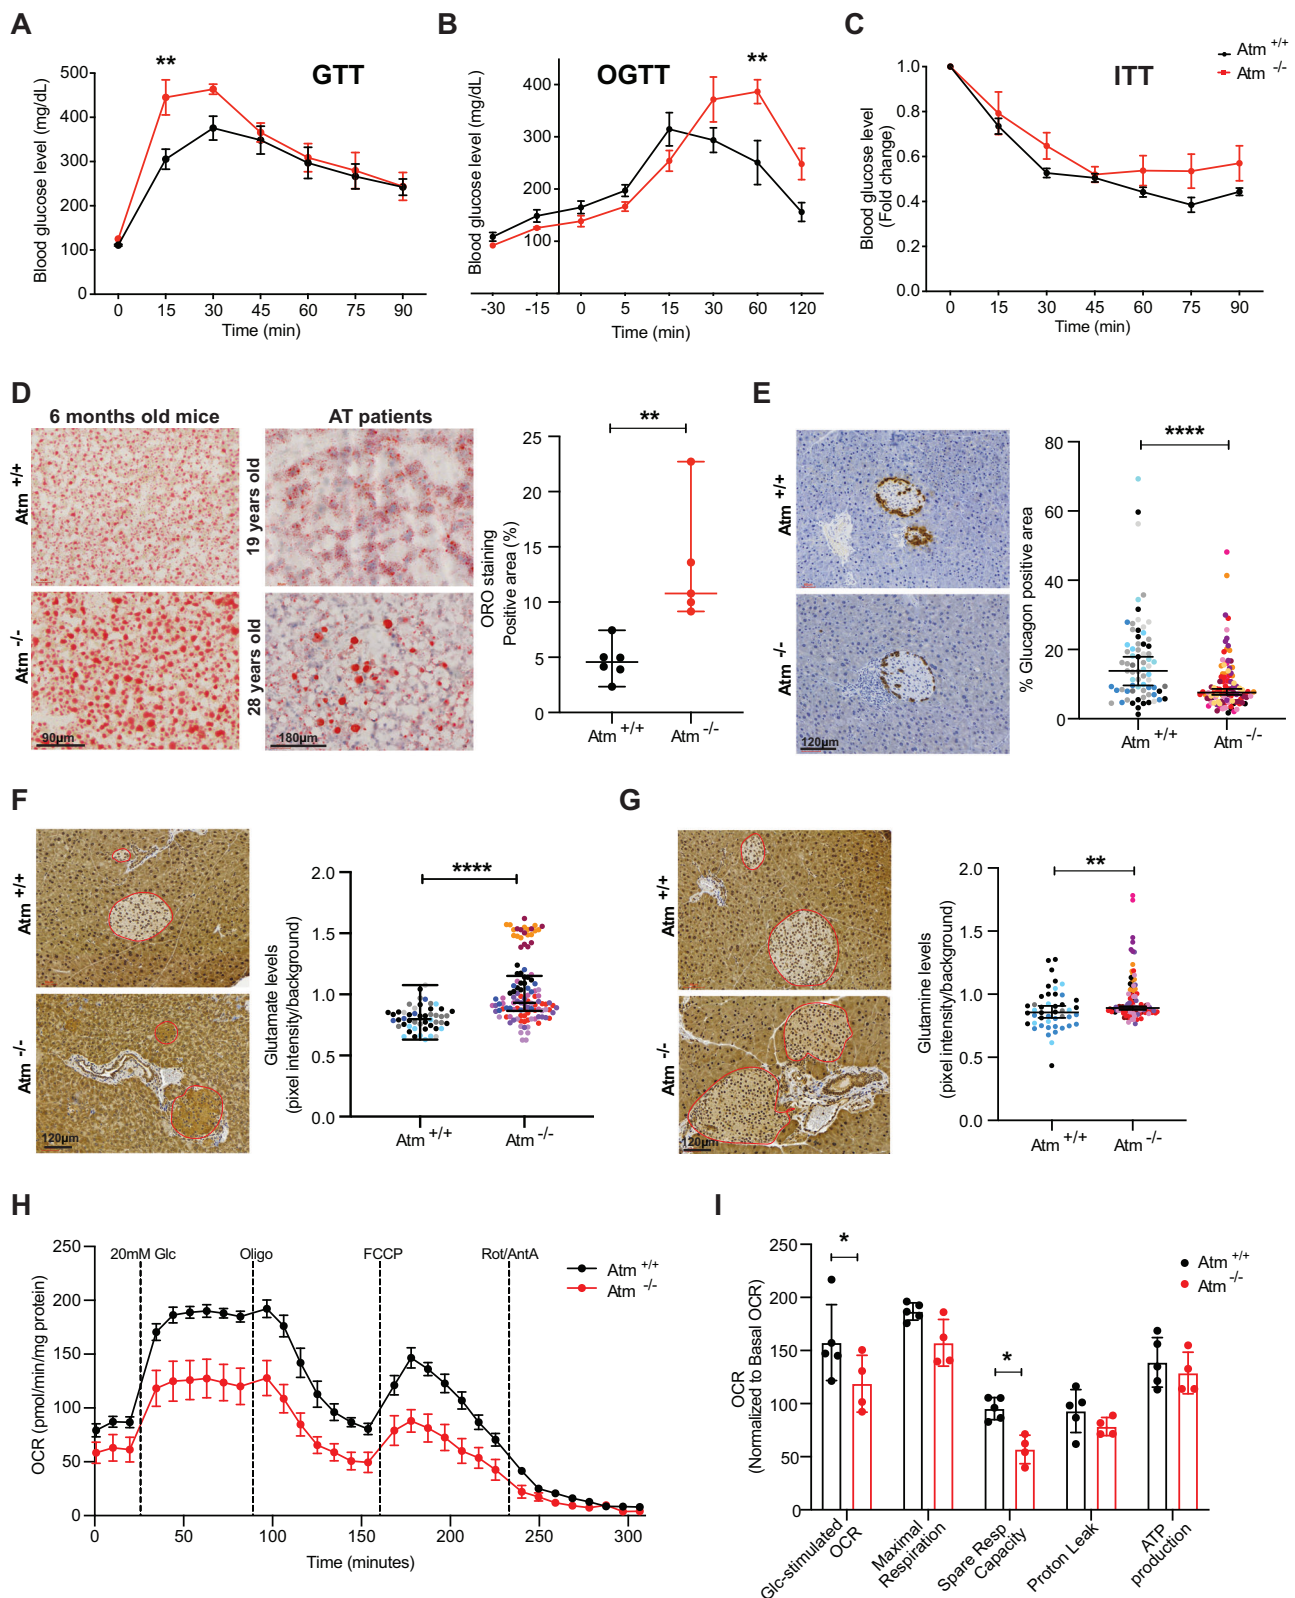 A
GTT
**
Blood glucose level (mg/dL)
500
400
300
200
100
0
0 15 30 45 60 75 90
Time (min)
B
OGTT
**
Blood glucose level (mg/dL)
400
300
200
100
-30 -15 0 5 15 30 60 120
Time (min)
C
ITT
Atm +/+
Atm -/-
Blood glucose level
(Fold change)
1.0
0.8
0.6
0.4
0.2
0.0
0 15 30 45 60 75 90
Time (min)
D
6 months old mice
AT patients
Atm +/+
Atm -/-
19 years old
28 years old
90µm
180µm
**
ORO staining
Positive area (%)
25
20
15
10
5
0
Atm +/+
Atm -/-
E
Atm +/+
Atm -/-
120µm
****
% Glucagon positive area
80
60
40
20
0
Atm +/+
Atm -/-
F
Atm +/+
Atm -/-
120µm
****
Glutamate levels
(pixel intensity/background)
2.0
1.5
1.0
0.5
0.0
Atm +/+
Atm -/-
G
Atm +/+
Atm -/-
120µm
**
Glutamine levels
(pixel intensity/background)
2.0
1.5
1.0
0.5
0.0
Atm +/+
Atm -/-
H
20mM Glc
Oligo
FCCP
Rot/AntA
Atm +/+
Atm -/-
OCR (pmol/min/mg protein)
250
200
150
100
50
0
0 50 100 150 200 250 300
Time (minutes)
I
*
*
Atm +/+
Atm -/-
OCR
(Normalized to Basal OCR)
250
200
150
100
50
0
Glc-stimulated
OCR
Maximal
Respiration
Spare Resp
Capacity
Proton Leak
ATP
production